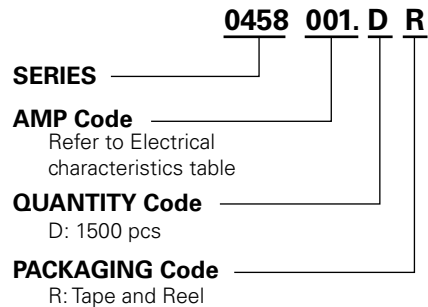 0458 001. D R
SERIES
AMP Code
Refer to Electrical
characteristics table
QUANTITY Code
D: 1500 pcs
PACKAGING Code
R: Tape and Reel